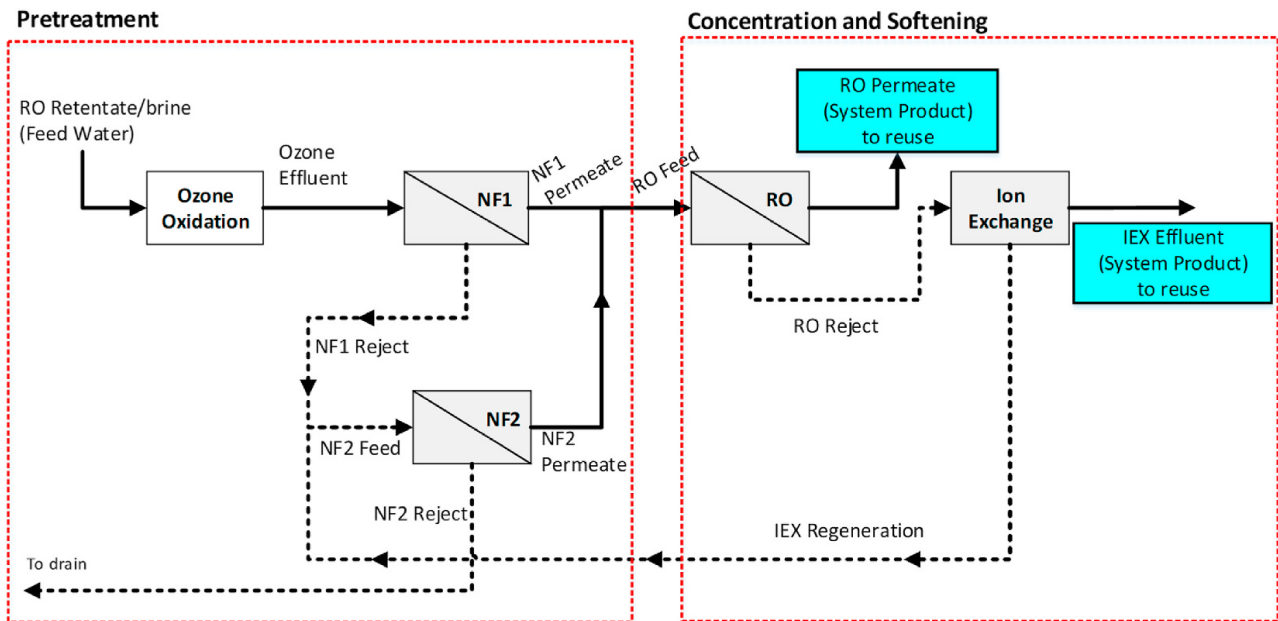 Pretreatment
Concentration and Softening
RO Retentate/brine
(Feed Water)
Ozone
Effluent
Ozone
Oxidation
NF1
NF1
Permeate
RO Feed
RO
RO Permeate
(System Product)
to reuse
Ion
Exchange
IEX Effluent
(System Product)
to reuse
RO Reject
NF1 Reject
NF2
NF2 Feed
NF2
Permeate
NF2 Reject
IEX Regeneration
To drain